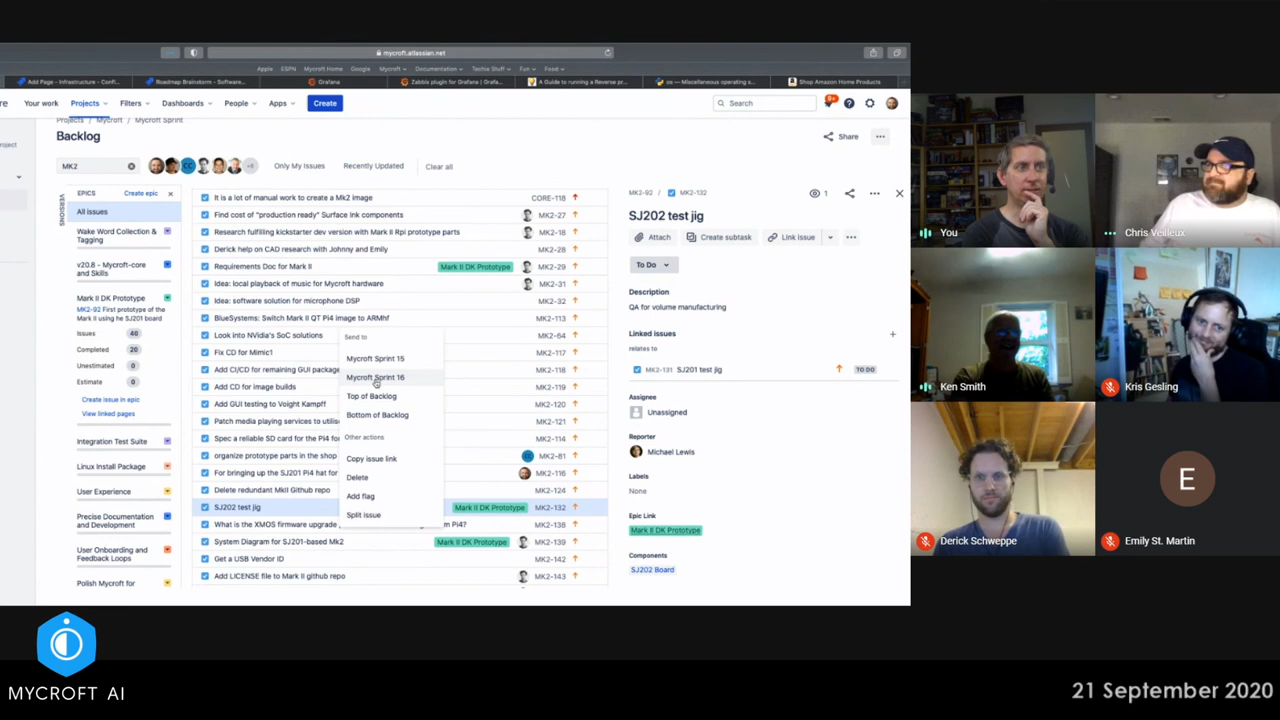 mycroft.atlassian.net
Apple ESPN Mycroft Home Google Mycroft Documentation Techie Stuff Fun Food
Add Page - Infrastructure - Confl...
Roadmap Brainstorm - Software...
Grafana
Zabbix plugin for Grafana | Grafa...
A Guide to running a Reverse pr...
os — Miscellaneous operating s...
Shop Amazon Home Products
re Your work Projects Filters Dashboards People Apps Create
Search
9+
Projects / Mycroft / Mycroft Sprint
roject
Backlog
Share
MK2
CC
+6
Only My Issues
Recently Updated
Clear all
VERSIONS
EPICS Create epic
All issues
Wake Word Collection &
Tagging
v20.8 - Mycroft-core
and Skills
Mark II DK Prototype
MK2-92 First prototype of the
Mark II using he SJ201 board
Issues 40
Completed 20
Unestimated 0
Estimate 0
Create issue in epic
View linked pages
Integration Test Suite
Linux Install Package
User Experience
Precise Documentation
and Development
User Onboarding and
Feedback Loops
Polish Mycroft for
It is a lot of manual work to create a Mk2 image CORE-118
Find cost of "production ready" Surface Ink components MK2-27
Research fulfilling kickstarter dev version with Mark II Rpi prototype parts MK2-18
Derick help on CAD research with Johnny and Emily MK2-28
Requirements Doc for Mark II Mark II DK Prototype MK2-29
Idea: local playback of music for Mycroft hardware MK2-31
Idea: software solution for microphone DSP MK2-32
BlueSystems: Switch Mark II QT Pi4 image to ARMhf MK2-113
Look into NVidia's SoC solutions MK2-64
Fix CD for Mimic1 MK2-117
Add CI/CD for remaining GUI package MK2-118
Add CD for image builds MK2-119
Add GUI testing to Voight Kampff MK2-120
Patch media playing services to utilis MK2-121
Spec a reliable SD card for the Pi4 fo MK2-114
organize prototype parts in the shop CC MK2-81
For bringing up the SJ201 Pi4 hat for MK2-116
Delete redundant MkII Github repo MK2-124
SJ202 test jig Mark II DK Prototype MK2-132
What is the XMOS firmware upgrade m Pi4? MK2-138
System Diagram for SJ201-based Mk2 Mark II DK Prototype MK2-139
Get a USB Vendor ID MK2-142
Add LICENSE file to Mark II github repo MK2-143
Send to
Mycroft Sprint 15
Mycroft Sprint 16
Top of Backlog
Bottom of Backlog
Other actions
Copy issue link
Delete
Add flag
Split issue
MK2-92 / MK2-132
1
SJ202 test jig
Attach Create subtask Link Issue
To Do
Description
QA for volume manufacturing
Linked issues
relates to
MK2-131 SJ201 test jig TO DO
Assignee
Unassigned
Reporter
Michael Lewis
Labels
None
Epic Link
Mark II DK Prototype
Components
SJ202 Board
You
Chris Veilleux
Ken Smith
Kris Gesling
Derick Schweppe
E
Emily St. Martin
MYCROFT AI
21 September 2020